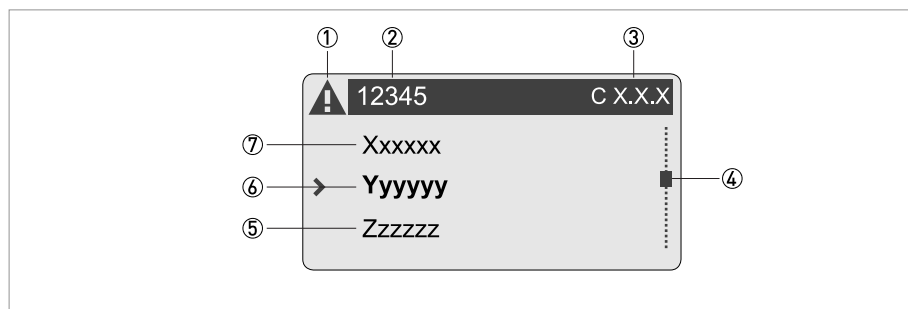 ① ② ③
12345 C X.X.X
⑦ Xxxxxx
⑥ Yyyyyy ④
⑤ Zzzzzz